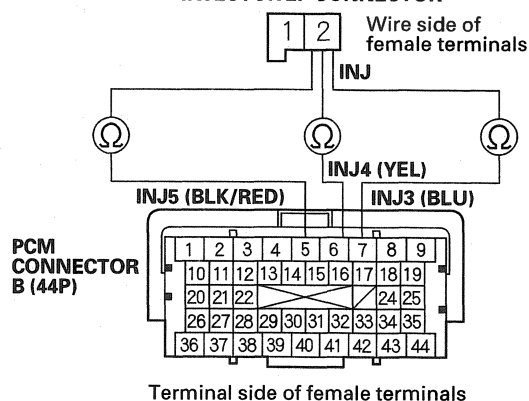 1 2
Wire side of
female terminals
INJ
Ω Ω Ω
INJ4 (YEL)
INJ5 (BLK/RED)
INJ3 (BLU)
PCM
CONNECTOR
B (44P)
1 2 3 4 5 6 7 8 9
10 11 12 13 14 15 16 17 18 19
20 21 22 24 25
26 27 28 29 30 31 32 33 34 35
36 37 38 39 40 41 42 43 44
Terminal side of female terminals